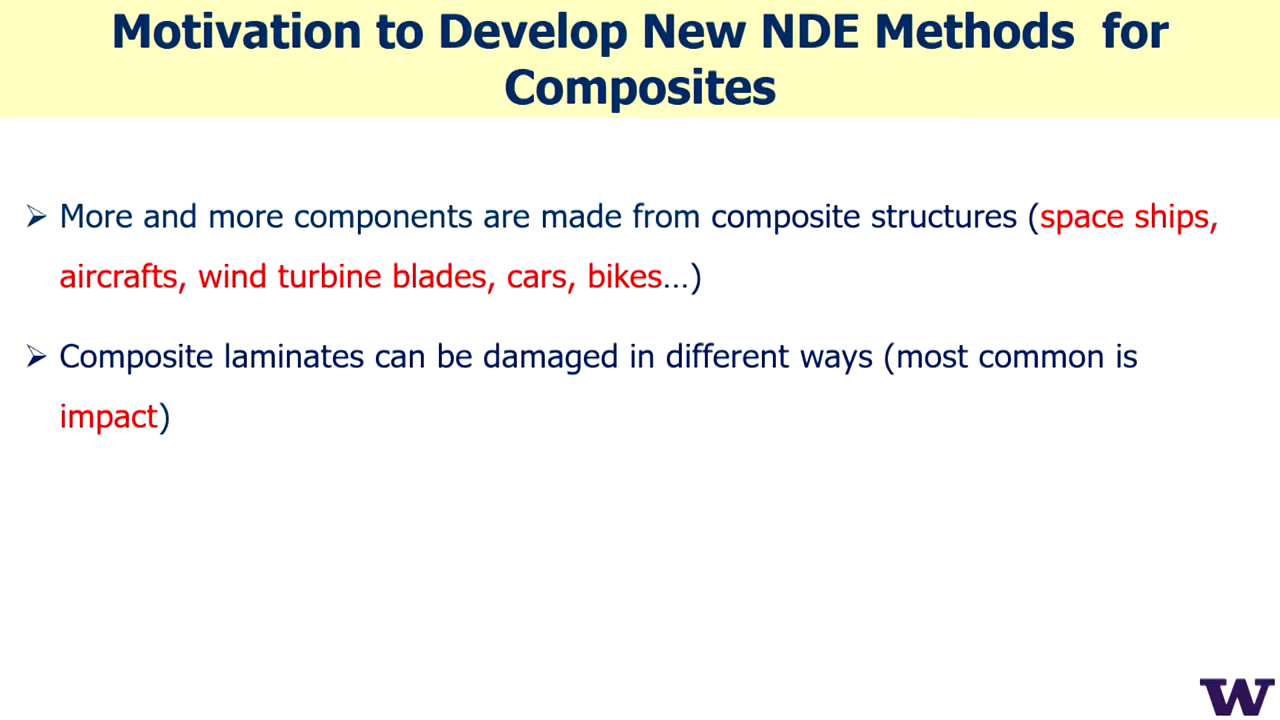 Motivation to Develop New NDE Methods for
Composites
➢ More and more components are made from composite structures (space ships,
aircrafts, wind turbine blades, cars, bikes…)
➢ Composite laminates can be damaged in different ways (most common is
impact)
W